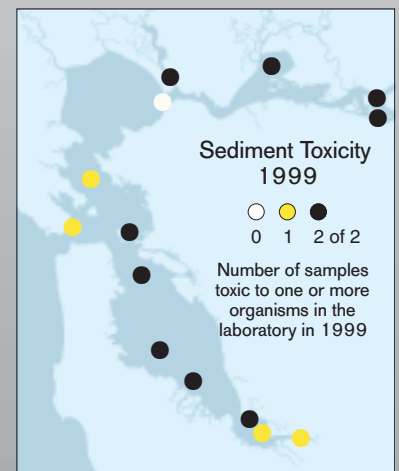 Sediment Toxicity
1999
0 1 2 of 2
Number of samples
toxic to one or more
organisms in the
laboratory in 1999